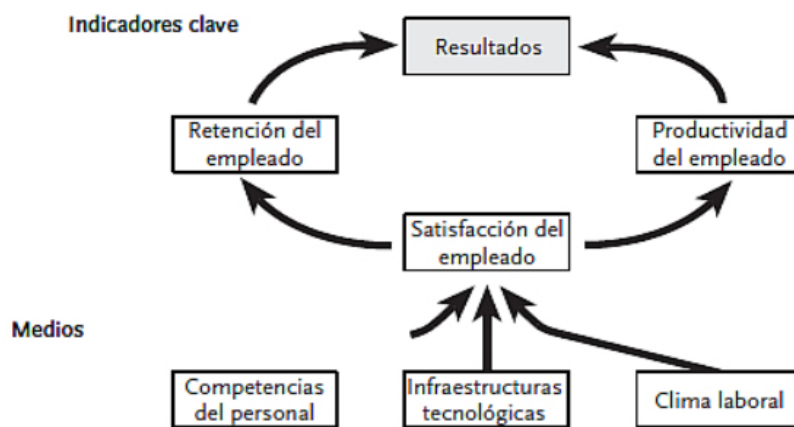 Indicadores clave
Resultados
Retención del
empleado
Productividad
del empleado
Satisfacción del
empleado
Medios
Competencias
del personal
Infraestructuras
tecnológicas
Clima laboral